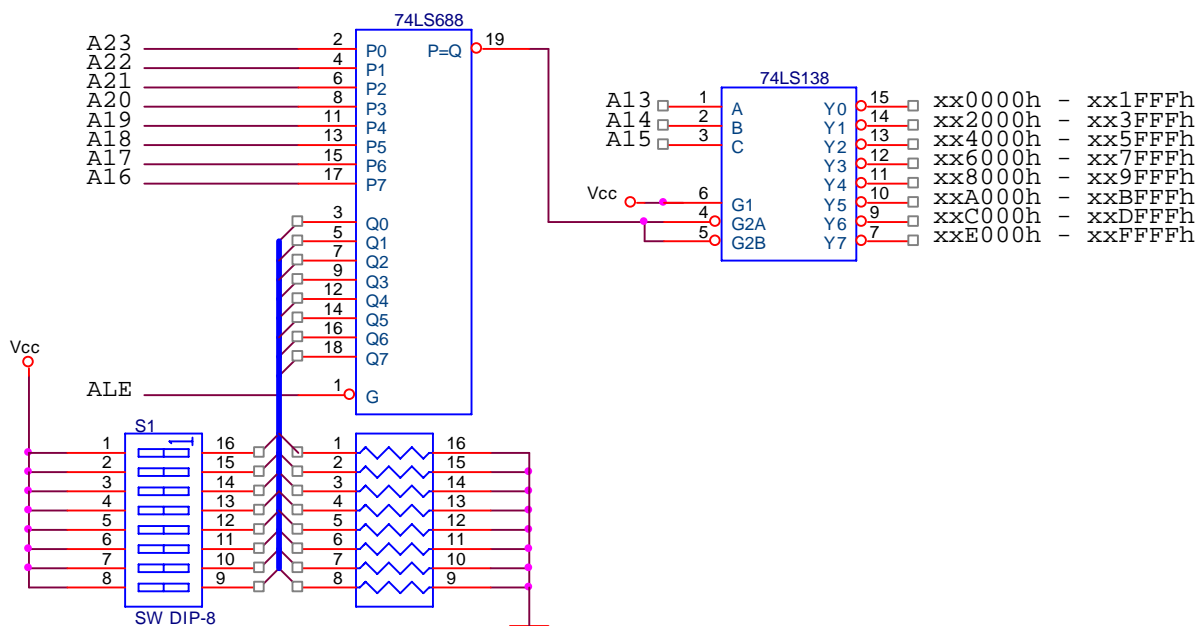 74LS688
A23 2 P0 P=Q 19
A22 4 P1
A21 6 P2
A20 8 P3
A19 11 P4
A18 13 P5
A17 15 P6
A16 17 P7
3 Q0
5 Q1
7 Q2
9 Q3
12 Q4
14 Q5
16 Q6
18 Q7
ALE 1 G
74LS138
A13 1 A Y0 15 xx0000h - xx1FFFh
A14 2 B Y1 14 xx2000h - xx3FFFh
A15 3 C Y2 13 xx4000h - xx5FFFh
Y3 12 xx6000h - xx7FFFh
Y4 11 xx8000h - xx9FFFh
Vcc 6 G1 Y5 10 xxA000h - xxBFFFh
4 G2A Y6 9 xxC000h - xxDFFFh
5 G2B Y7 7 xxE000h - xxFFFFh
Vcc
S1
1 1 16 1 16
2 15 2 15
3 14 3 14
4 13 4 13
5 12 5 12
6 11 6 11
7 10 7 10
8 9 8 9
SW DIP-8